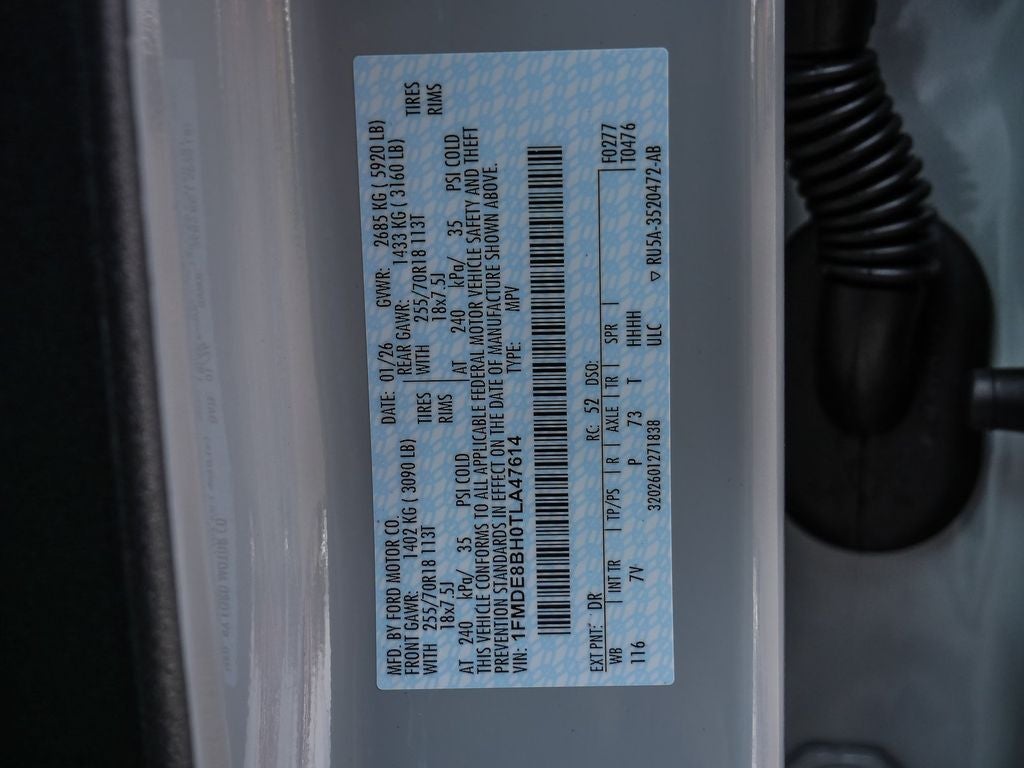 MFD. BY FORD MOTOR CO. DATE: 01/26 GVWR: 2685 KG ( 5920 LB)
FRONT GAWR: 1402 KG ( 3090 LB) REAR GAWR: 1433 KG ( 3160 LB)
WITH 255/70R18 113T TIRES WITH 255/70R18 113T TIRES
18x7.5J RIMS 18x7.5J RIMS
AT 240 kPa/ 35 PSI COLD AT 240 kPa/ 35 PSI COLD
THIS VEHICLE CONFORMS TO ALL APPLICABLE FEDERAL MOTOR VEHICLE SAFETY AND THEFT
PREVENTION STANDARDS IN EFFECT ON THE DATE OF MANUFACTURE SHOWN ABOVE.
VIN: 1FMDE8BH0TLA47614 TYPE: MPV
EXT PNT: DR RC: 52 DSO: F0277
WB INT TR TP/PS R AXLE TR SPR T0476
116 7V P 73 T HHHH
3202601271838 ULC
▽ RU5A-3520472-AB